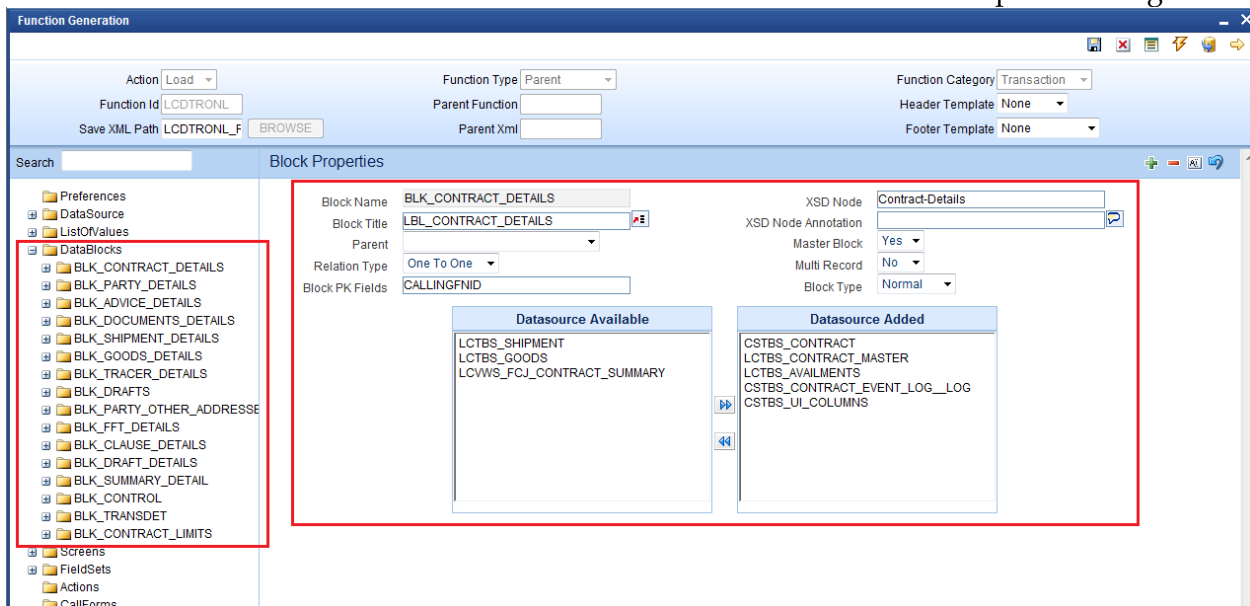 Function Generation
Action Load
Function Type Parent
Function Category Transaction
Function Id LCDTRONL
Parent Function
Header Template None
Save XML Path LCDTRONL_F BROWSE
Parent Xml
Footer Template None
Search
Block Properties
Preferences
DataSource
ListOfValues
DataBlocks
BLK_CONTRACT_DETAILS
BLK_PARTY_DETAILS
BLK_ADVICE_DETAILS
BLK_DOCUMENTS_DETAILS
BLK_SHIPMENT_DETAILS
BLK_GOODS_DETAILS
BLK_TRACER_DETAILS
BLK_DRAFTS
BLK_PARTY_OTHER_ADDRESSE
BLK_FFT_DETAILS
BLK_CLAUSE_DETAILS
BLK_DRAFT_DETAILS
BLK_SUMMARY_DETAIL
BLK_CONTROL
BLK_TRANSDET
BLK_CONTRACT_LIMITS
Screens
FieldSets
Actions
CallForms
Block Name BLK_CONTRACT_DETAILS
XSD Node Contract-Details
Block Title LBL_CONTRACT_DETAILS
XSD Node Annotation
Parent
Master Block Yes
Relation Type One To One
Multi Record No
Block PK Fields CALLINGFNID
Block Type Normal
Datasource Available
LCTBS_SHIPMENT
LCTBS_GOODS
LCVWS_FCJ_CONTRACT_SUMMARY
Datasource Added
CSTBS_CONTRACT
LCTBS_CONTRACT_MASTER
LCTBS_AVAILMENTS
CSTBS_CONTRACT_EVENT_LOG__LOG
CSTBS_UI_COLUMNS